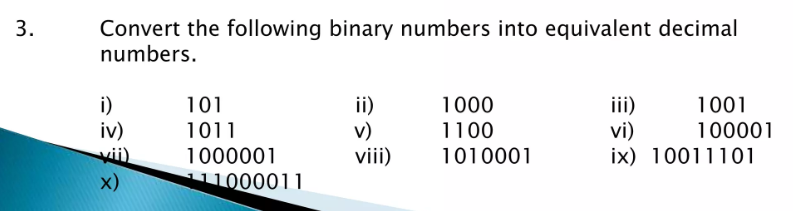 3. Convert the following binary numbers into equivalent decimal
numbers.
i) 101 ii) 1000 iii) 1001
iv) 1011 v) 1100 vi) 100001
vii) 1000001 viii) 1010001 ix) 10011101
x) 111000011